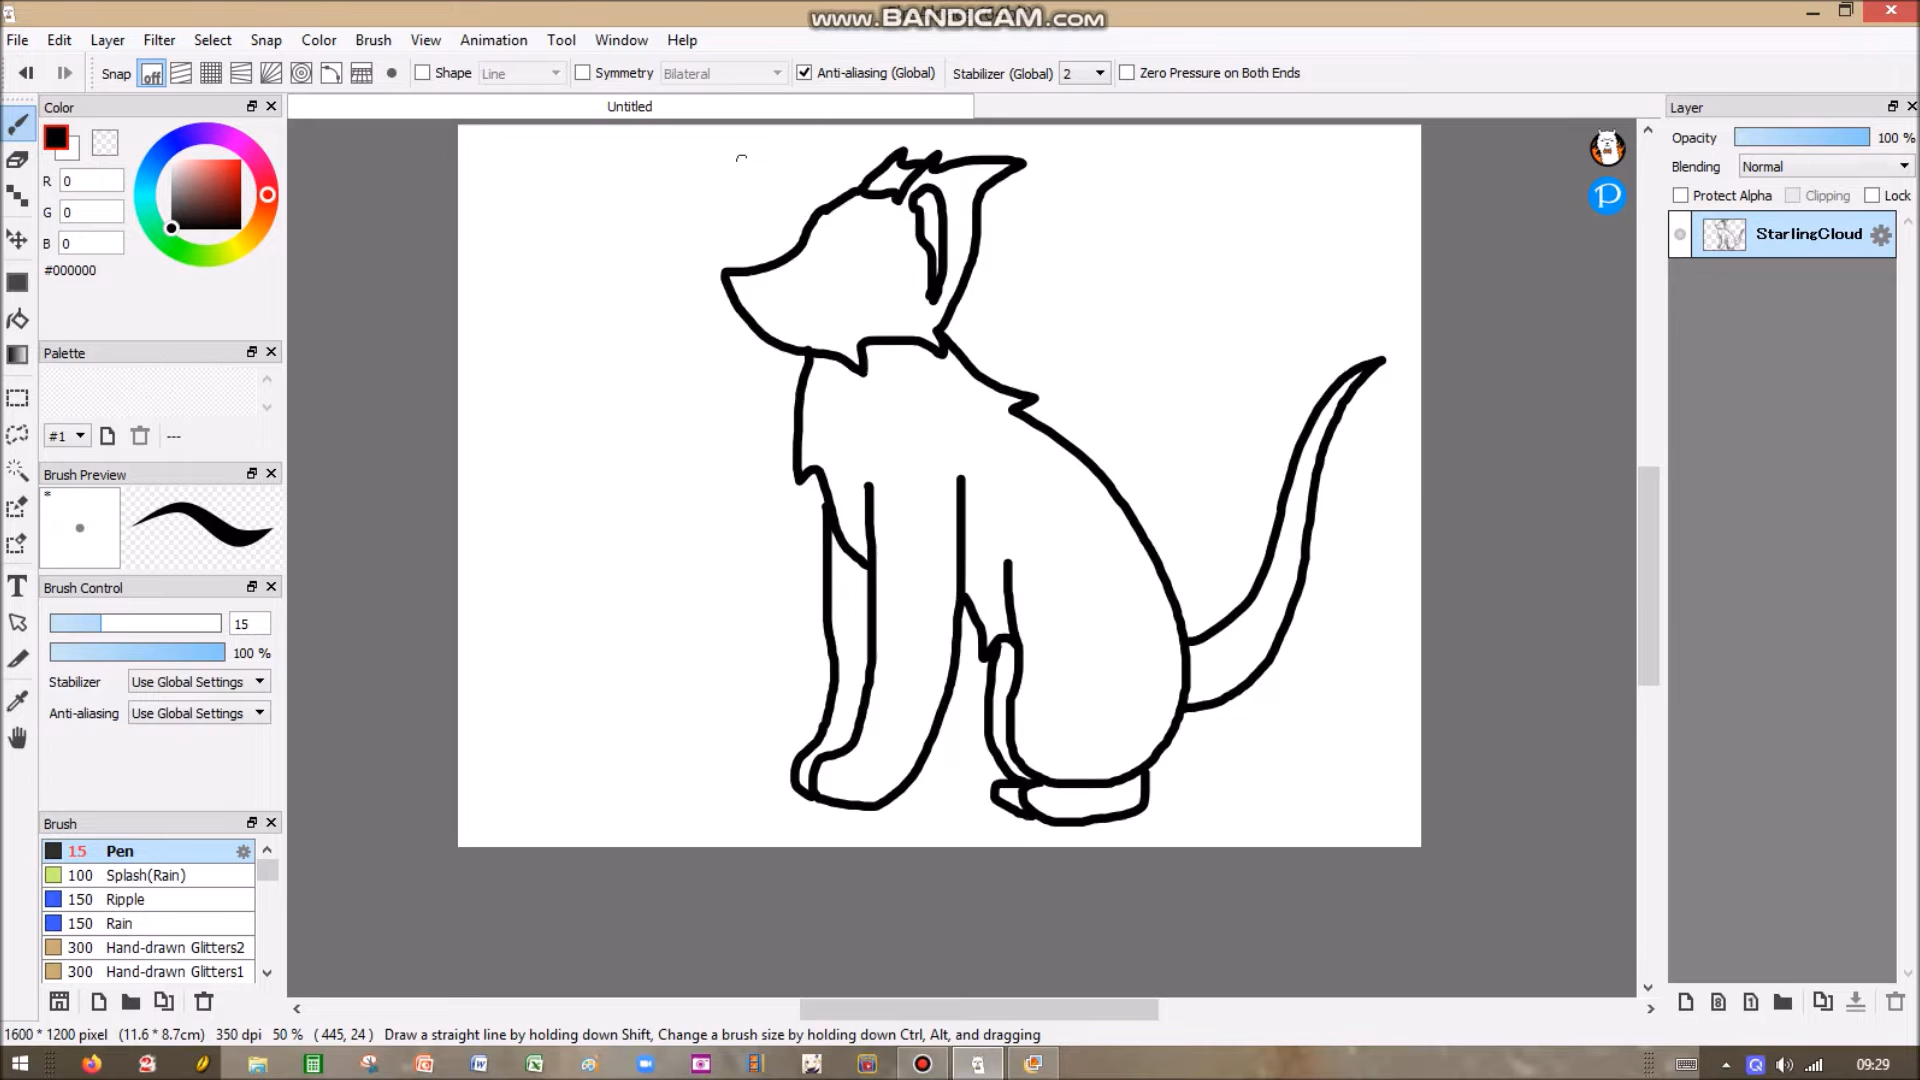 www.BANDICAM.com
File Edit Layer Filter Select Snap Color Brush View Animation Tool Window Help
Snap off Shape Line Symmetry Bilateral Anti-aliasing (Global) Stabilizer (Global) 2 Zero Pressure on Both Ends
Color
Untitled
Layer
R 0
G 0
B 0
#000000
Opacity 100 %
Blending Normal
Protect Alpha Clipping Lock
StarlingCloud
Palette
#1 ---
Brush Preview
*
Brush Control
15
100 %
Stabilizer Use Global Settings
Anti-aliasing Use Global Settings
Brush
15 Pen
100 Splash(Rain)
150 Ripple
150 Rain
300 Hand-drawn Glitters2
300 Hand-drawn Glitters1
1600 * 1200 pixel (11.6 * 8.7cm) 350 dpi 50 % ( 445, 24 ) Draw a straight line by holding down Shift, Change a brush size by holding down Ctrl, Alt, and dragging
09:29